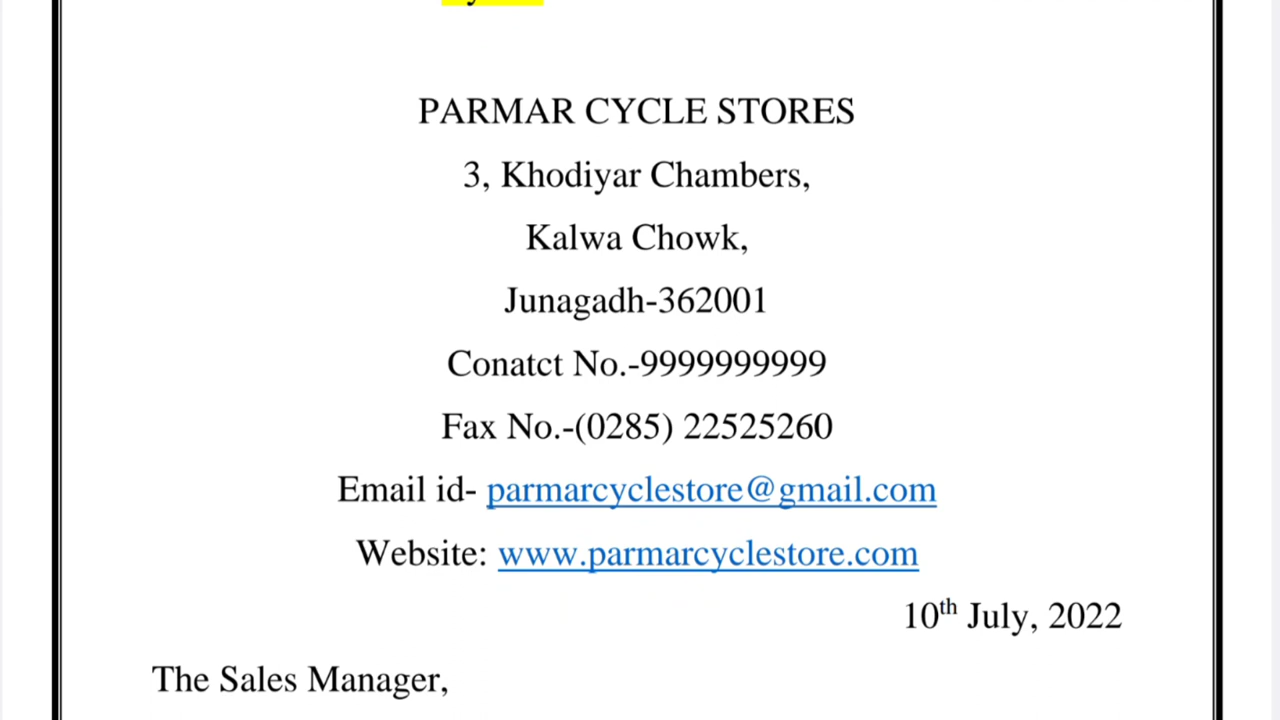 PARMAR CYCLE STORES
3, Khodiyar Chambers,
Kalwa Chowk,
Junagadh-362001
Conatct No.-9999999999
Fax No.-(0285) 22525260
Email id- parmarcyclestore@gmail.com
Website: www.parmarcyclestore.com
10th July, 2022
The Sales Manager,